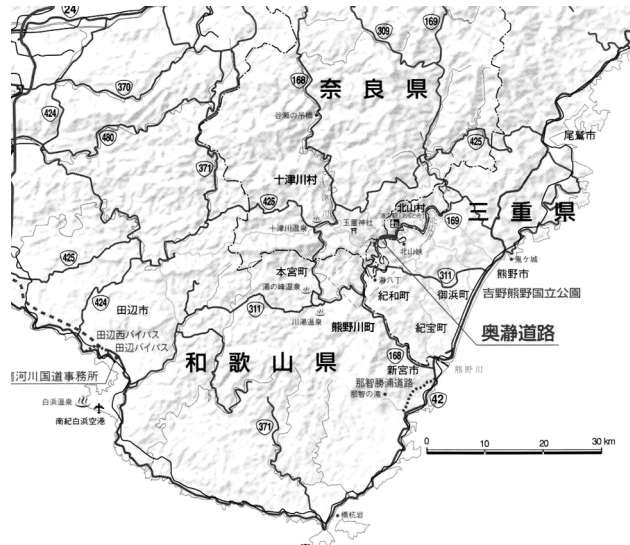 24
169
309
168
奈良県
370
424
谷瀬の吊橋
480
尾鷲市
371
425
十津川村
北山村
425
玉置神社
169
三重県
十津川温泉
北山峡
425
鬼ケ城
本宮町
瀞八丁
311
熊野市
424
湯の峰温泉
紀和町
御浜町
吉野熊野国立公園
田辺市
311
川湯温泉
熊野川町
紀宝町
田辺西バイパス
奥瀞道路
田辺バイパス
和歌山県
168
新宮市
熊野川
河川国道事務所
那智勝浦道路
那智の滝
白浜温泉
42
南紀白浜空港
371
0 10 20 30 km
橋杭岩